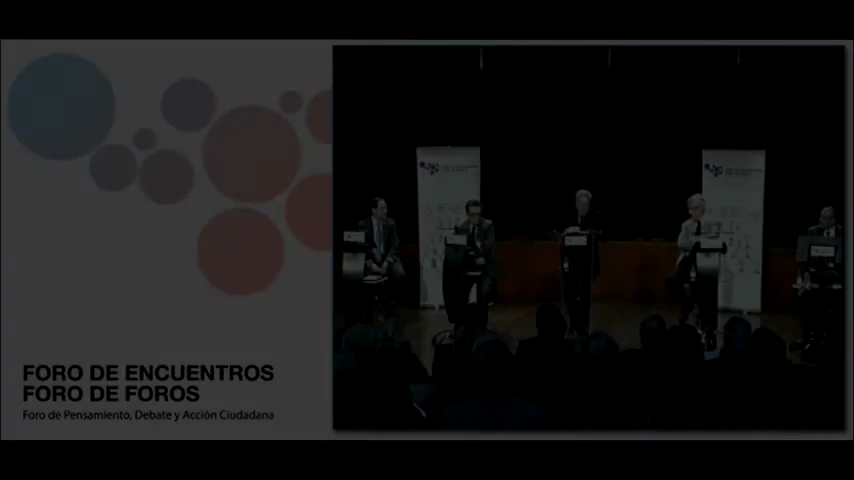 FORO DE ENCUENTROS
FORO DE FOROS
Foro de Pensamiento, Debate y Acción Ciudadana